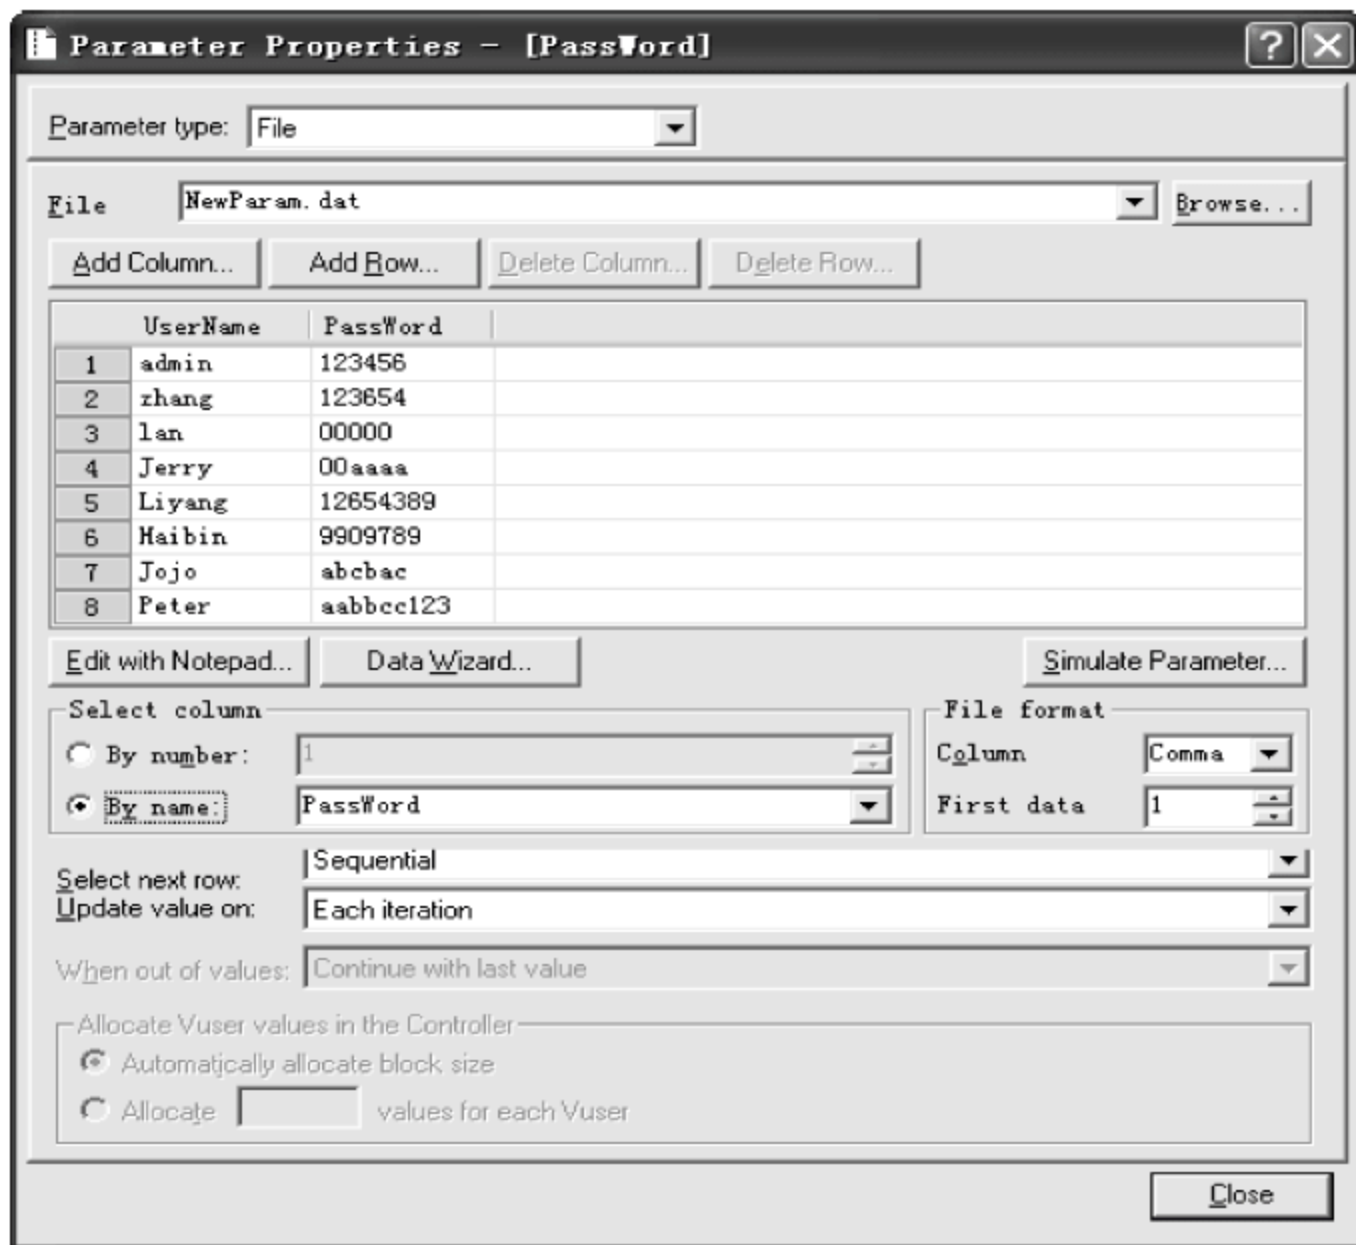 Parameter Properties - [PassWord]
Parameter type: File
File NewParam.dat Browse...
Add Column... Add Row... Delete Column... Delete Row...
UserName PassWord
1 admin 123456
2 zhang 123654
3 lan 00000
4 Jerry 00aaaa
5 Liyang 12654389
6 Haibin 9909789
7 Jojo abcbac
8 Peter aabbcc123
Edit with Notepad... Data Wizard... Simulate Parameter...
Select column File format
By number: 1 Column Comma
By name: PassWord First data 1
Select next row: Sequential
Update value on: Each iteration
When out of values: Continue with last value
Allocate Vuser values in the Controller
Automatically allocate block size
Allocate values for each Vuser
Close